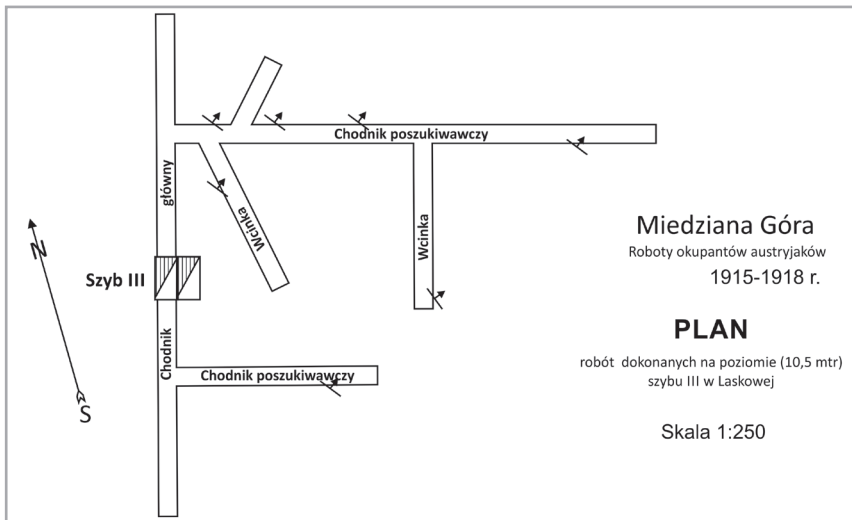 Chodnik poszukiwawczy
główny
Wcinka
Wcinka
N
Szyb III
S
Chodnik
Chodnik poszukiwawczy
Miedziana Góra
Roboty okupantów austryjaków
1915-1918 r.
PLAN
robót dokonanych na poziomie (10,5 mtr)
szybu III w Laskowej
Skala 1:250